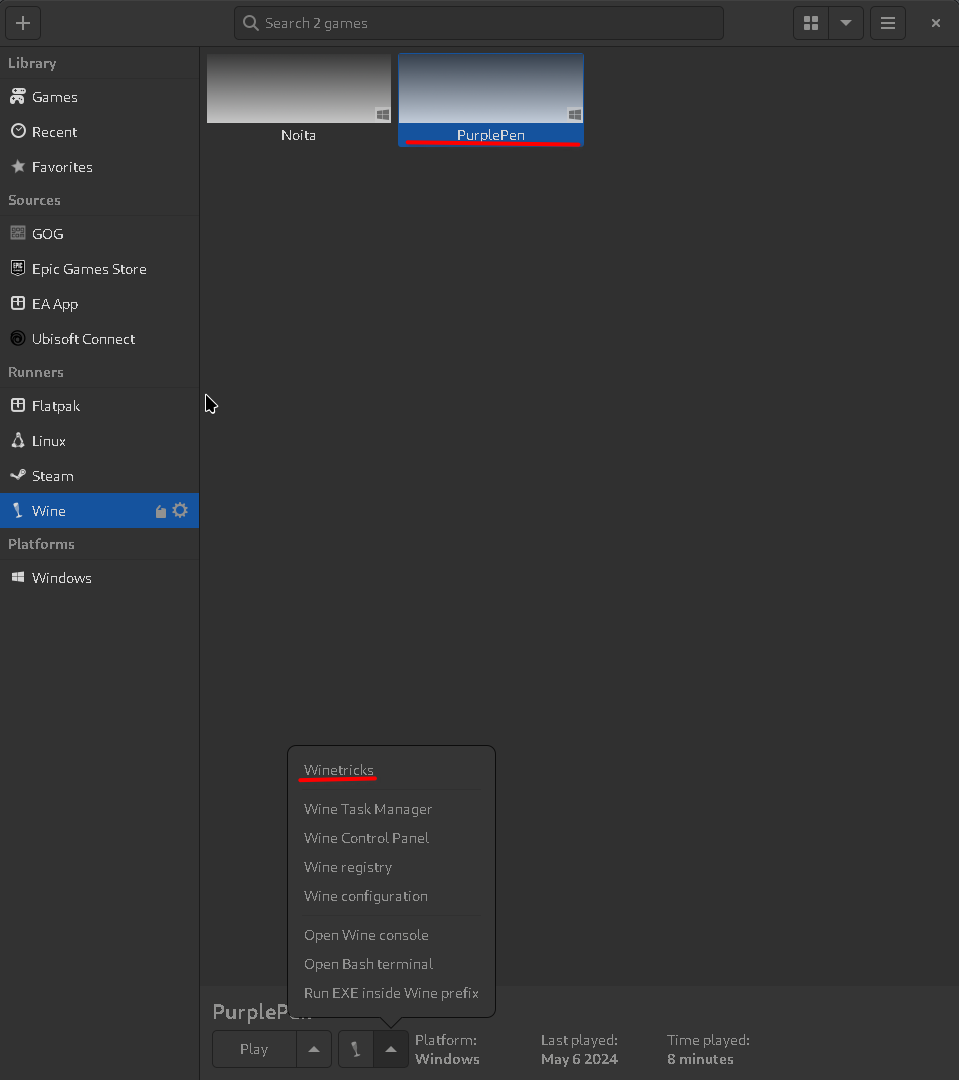 Search 2 games
Library
Games
Recent
Favorites
Sources
GOG
EPIC
Epic Games Store
EA App
Ubisoft Connect
Runners
Flatpak
Linux
Steam
Wine
Platforms
Windows
Noita
PurplePen
Winetricks
Wine Task Manager
Wine Control Panel
Wine registry
Wine configuration
Open Wine console
Open Bash terminal
Run EXE inside Wine prefix
Play
Platform:
Windows
Last played:
May 6 2024
Time played:
8 minutes